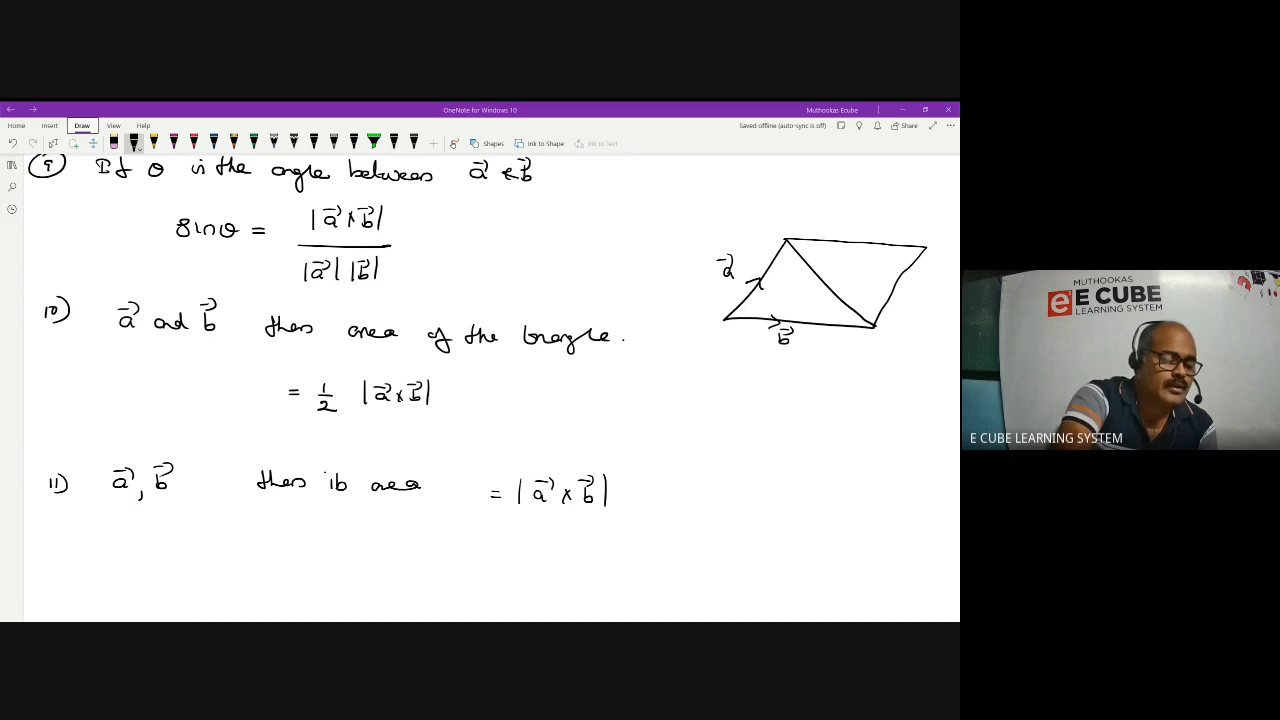 OneNote for Windows 10
Muthookas Ecube
Home Insert Draw View Help
Saved offline (auto-sync is off)
Share
Shapes
Ink to Shape
Ink to Text
9) If θ is the angle between a⃗ & b⃗
sinθ = |a⃗ × b⃗| / |a⃗| |b⃗|
10) a⃗ and b⃗ then area of the
= 1/2 |a⃗ × b⃗|
11) a⃗, b⃗ then area = |a⃗ × b⃗|
a⃗
b⃗
MUTHOOKAS
E CUBE
LEARNING SYSTEM
E CUBE LEARNING SYSTEM